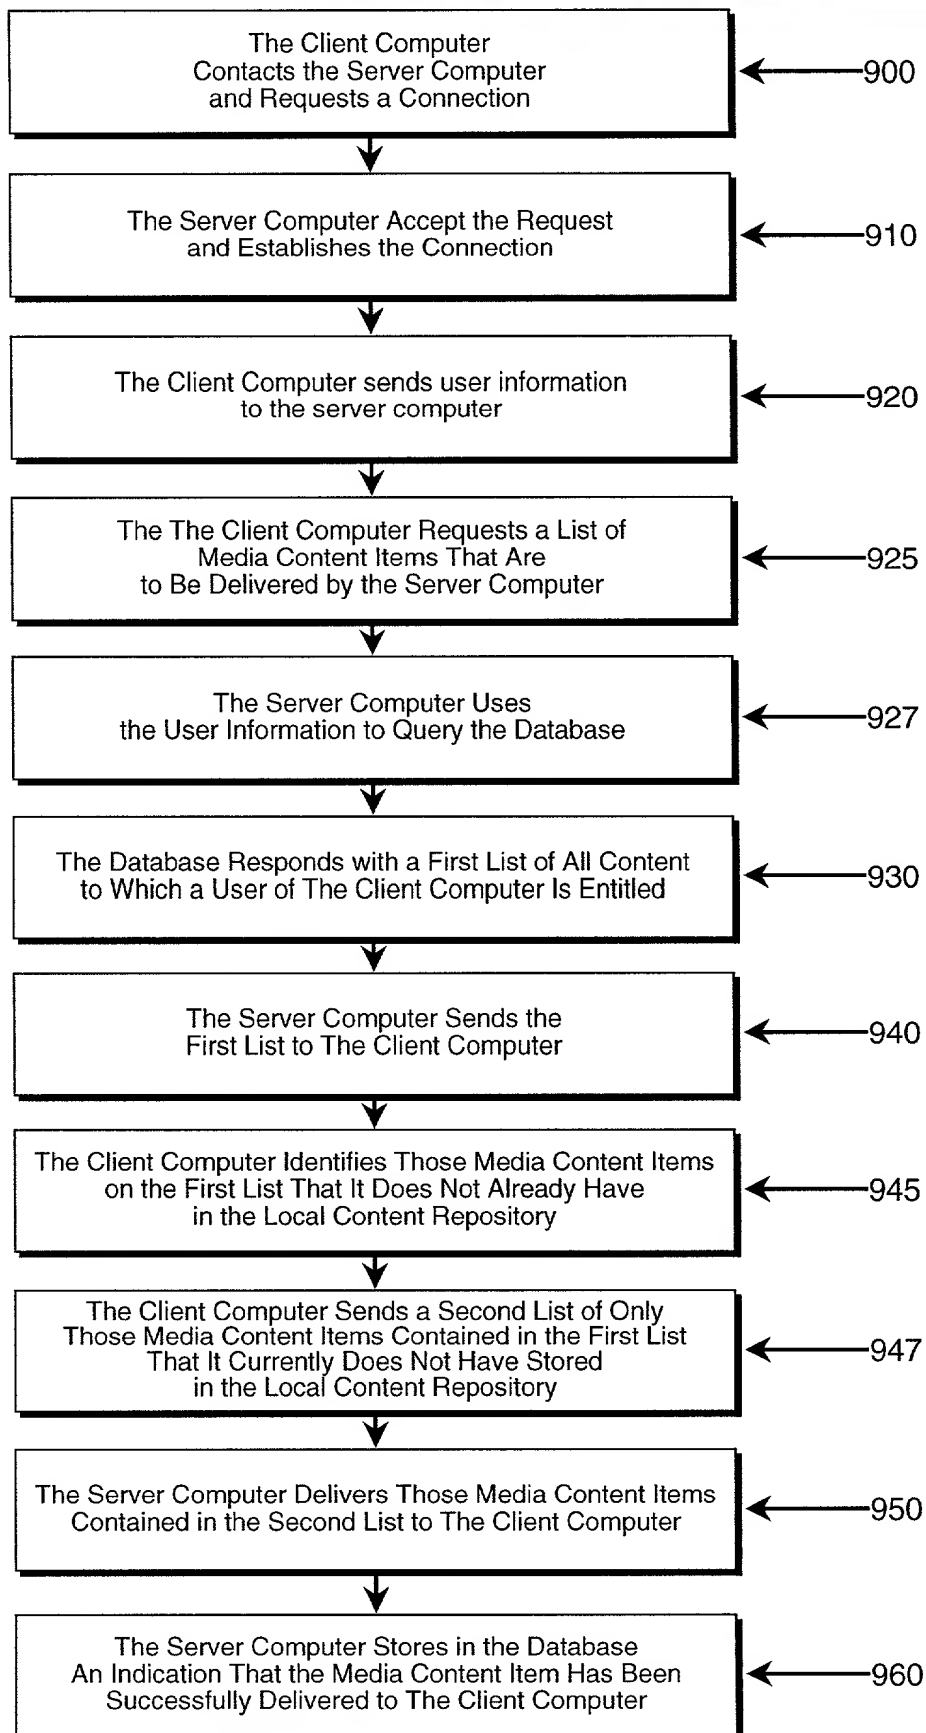 The Client Computer
Contacts the Server Computer
and Requests a Connection
900
The Server Computer Accept the Request
and Establishes the Connection
910
The Client Computer sends user information
to the server computer
920
The The Client Computer Requests a List of
Media Content Items That Are
to Be Delivered by the Server Computer
925
The Server Computer Uses
the User Information to Query the Database
927
The Database Responds with a First List of All Content
to Which a User of The Client Computer Is Entitled
930
The Server Computer Sends the
First List to The Client Computer
940
The Client Computer Identifies Those Media Content Items
on the First List That It Does Not Already Have
in the Local Content Repository
945
The Client Computer Sends a Second List of Only
Those Media Content Items Contained in the First List
That It Currently Does Not Have Stored
in the Local Content Repository
947
The Server Computer Delivers Those Media Content Items
Contained in the Second List to The Client Computer
950
The Server Computer Stores in the Database
An Indication That the Media Content Item Has Been
Successfully Delivered to The Client Computer
960